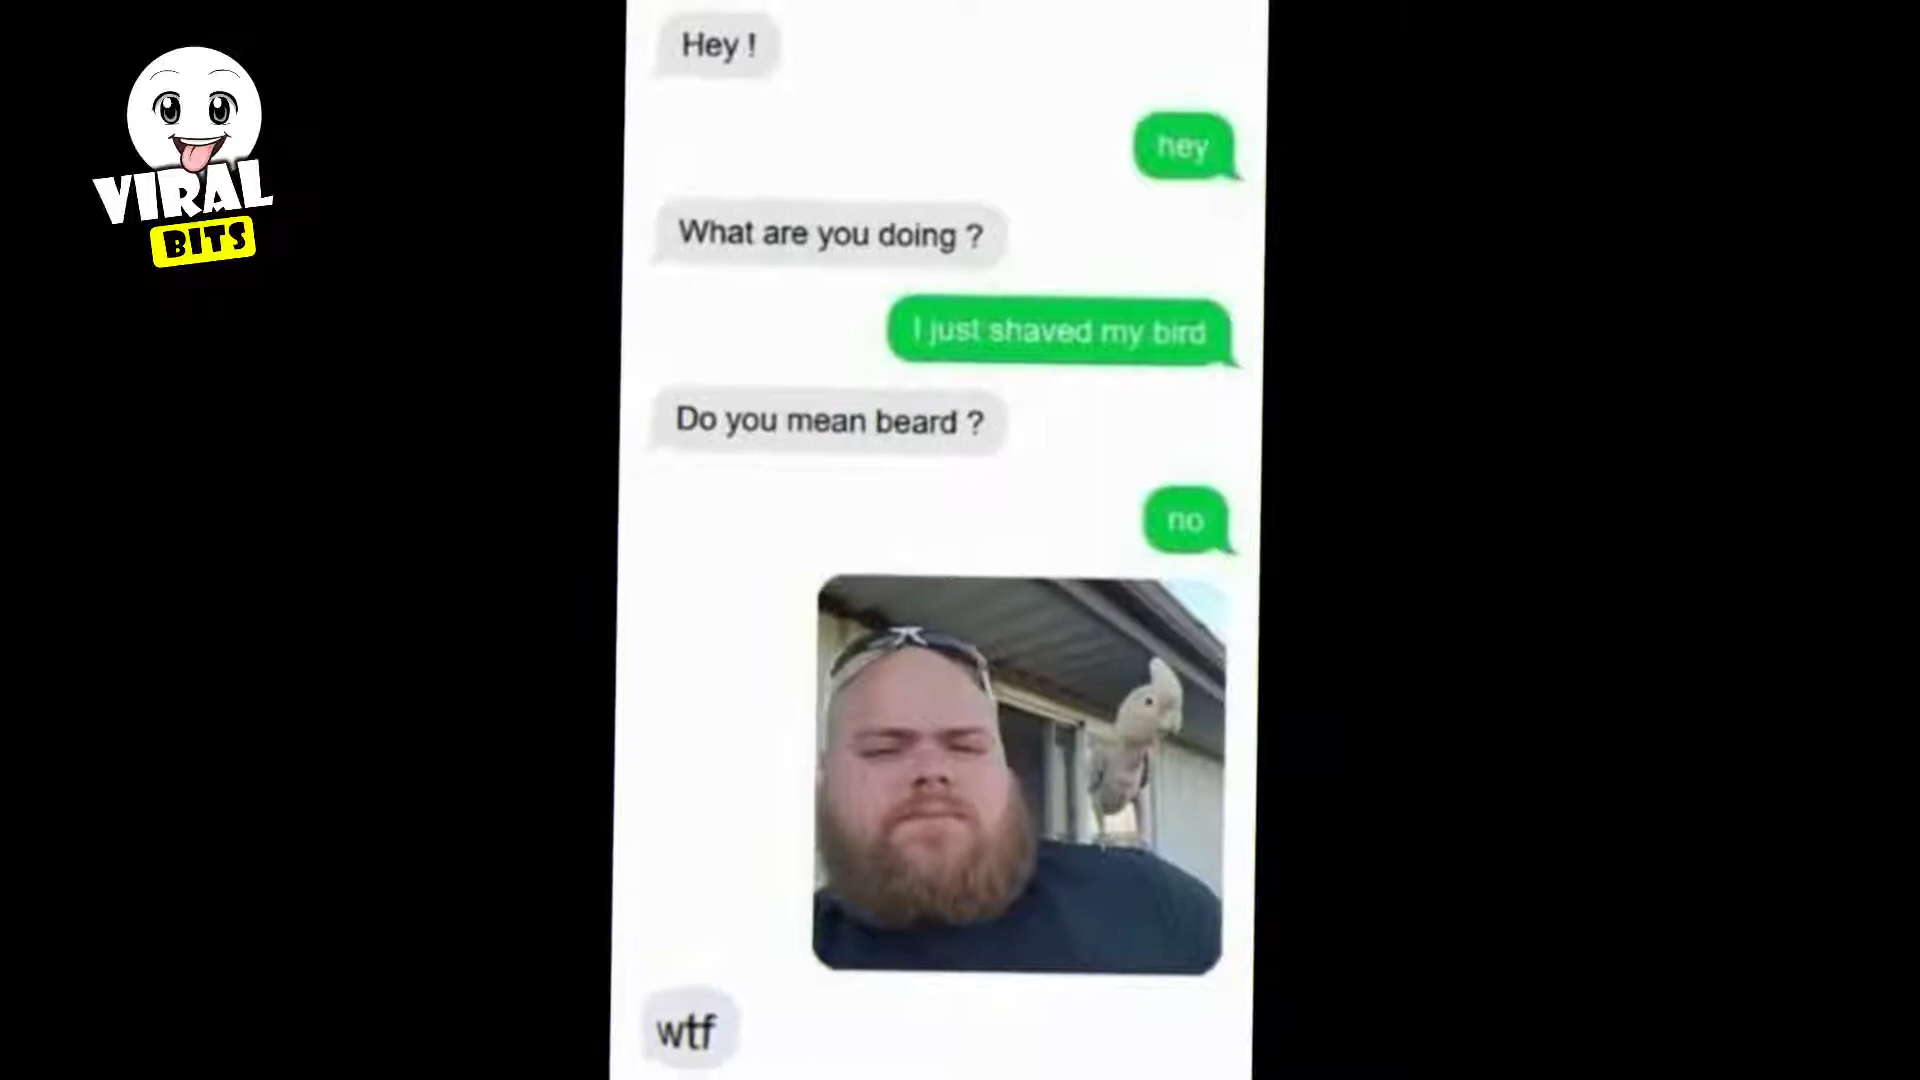 VIRAL
BITS
Hey !
hey
What are you doing ?
I just shaved my bird
Do you mean beard ?
no
wtf